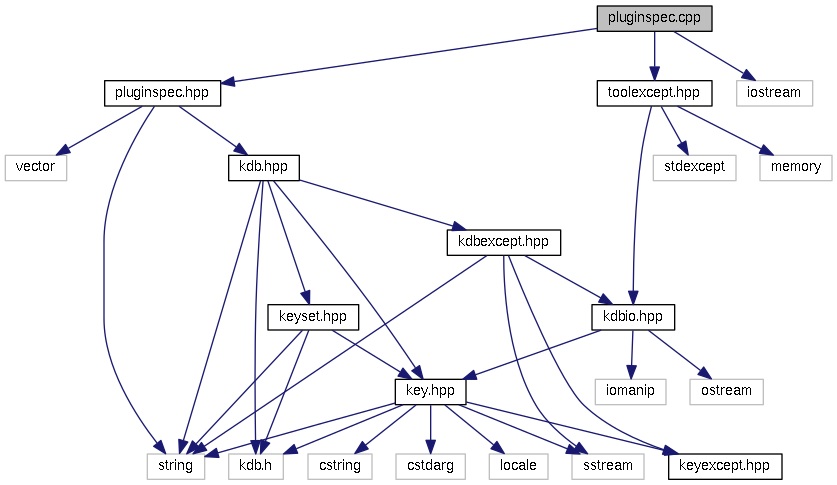 pluginspec.cpp
pluginspec.hpp
toolexcept.hpp
iostream
vector
kdb.hpp
stdexcept
memory
kdbexcept.hpp
keyset.hpp
kdbio.hpp
key.hpp
iomanip
ostream
string
kdb.h
cstring
cstdarg
locale
sstream
keyexcept.hpp